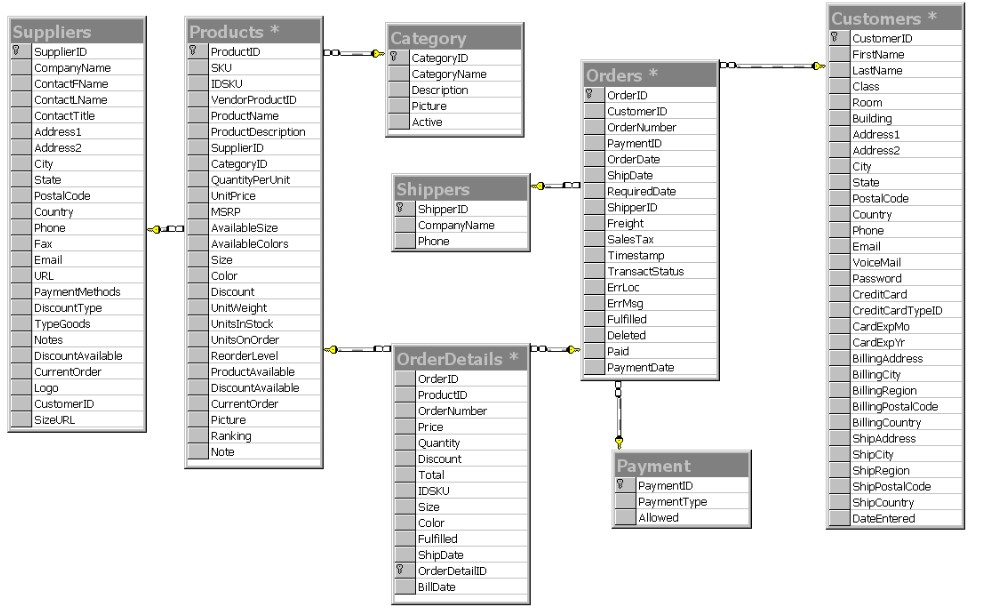 Suppliers
SupplierID
CompanyName
ContactFName
ContactLName
ContactTitle
Address1
Address2
City
State
PostalCode
Country
Phone
Fax
Email
URL
PaymentMethods
DiscountType
TypeGoods
Notes
DiscountAvailable
CurrentOrder
Logo
CustomerID
SizeURL
Products *
ProductID
SKU
IDSKU
VendorProductID
ProductName
ProductDescription
SupplierID
CategoryID
QuantityPerUnit
UnitPrice
MSRP
AvailableSize
AvailableColors
Size
Color
Discount
UnitWeight
UnitsInStock
UnitsOnOrder
ReorderLevel
ProductAvailable
DiscountAvailable
CurrentOrder
Picture
Ranking
Note
Category
CategoryID
CategoryName
Description
Picture
Active
Shippers
ShipperID
CompanyName
Phone
OrderDetails *
OrderID
ProductID
OrderNumber
Price
Quantity
Discount
Total
IDSKU
Size
Color
Fulfilled
ShipDate
OrderDetailID
BillDate
Orders *
OrderID
CustomerID
OrderNumber
PaymentID
OrderDate
ShipDate
RequiredDate
ShipperID
Freight
SalesTax
Timestamp
TransactStatus
ErrLoc
ErrMsg
Fulfilled
Deleted
Paid
PaymentDate
Payment
PaymentID
PaymentType
Allowed
Customers *
CustomerID
FirstName
LastName
Class
Room
Building
Address1
Address2
City
State
PostalCode
Country
Phone
Email
VoiceMail
Password
CreditCard
CreditCardTypeID
CardExpMo
CardExpYr
BillingAddress
BillingCity
BillingRegion
BillingPostalCode
BillingCountry
ShipAddress
ShipCity
ShipRegion
ShipPostalCode
ShipCountry
DateEntered